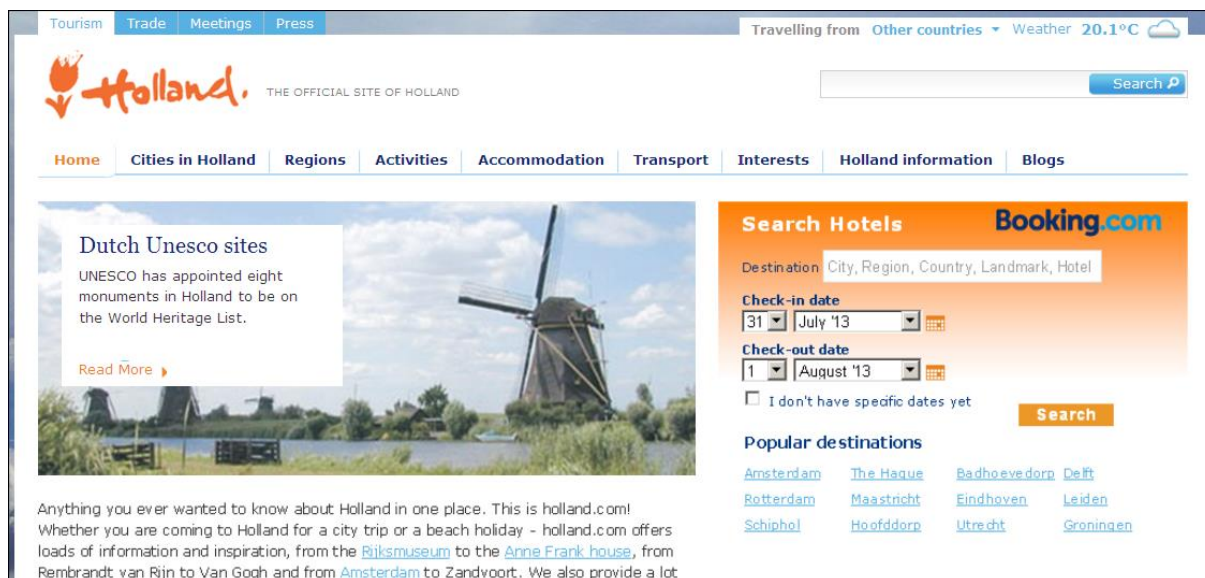 Tourism Trade Meetings Press
Travelling from Other countries Weather 20.1°C
Holland. THE OFFICIAL SITE OF HOLLAND
Search
Home Cities in Holland Regions Activities Accommodation Transport Interests Holland information Blogs
Dutch Unesco sites
UNESCO has appointed eight
monuments in Holland to be on
the World Heritage List.
Read More
Search Hotels Booking.com
Destination City, Region, Country, Landmark, Hotel
Check-in date
31 July '13
Check-out date
1 August '13
I don't have specific dates yet
Search
Popular destinations
Amsterdam The Hague Badhoevedorp Delft
Rotterdam Maastricht Eindhoven Leiden
Schiphol Hoofddorp Utrecht Groningen
Anything you ever wanted to know about Holland in one place. This is holland.com!
Whether you are coming to Holland for a city trip or a beach holiday - holland.com offers
loads of information and inspiration, from the Rijksmuseum to the Anne Frank house, from
Rembrandt van Rijn to Van Gogh and from Amsterdam to Zandvoort. We also provide a lot